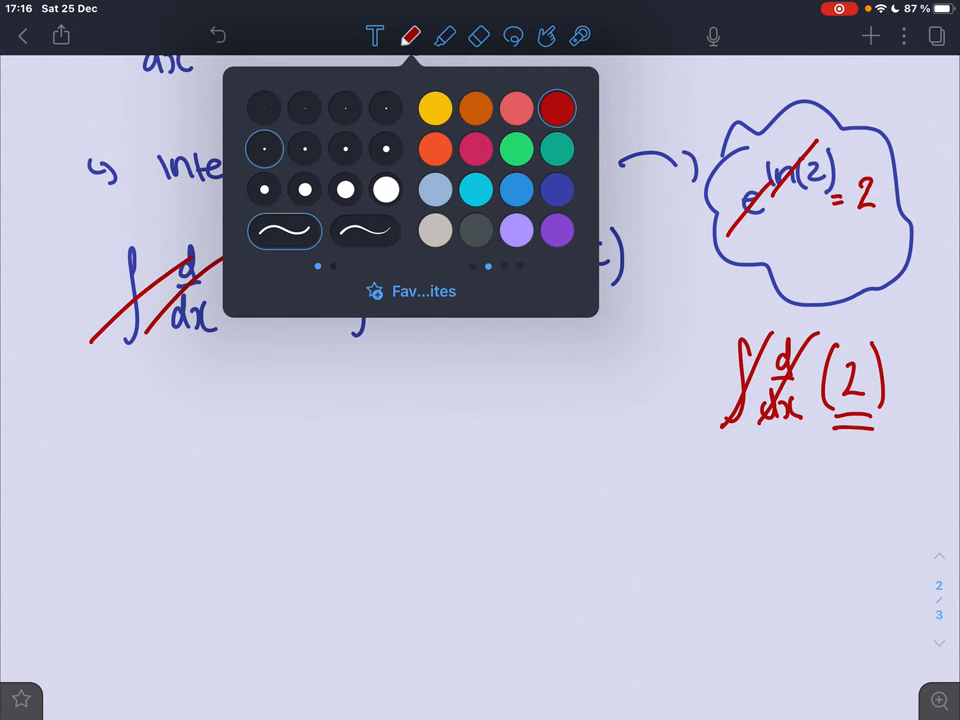 17:16 Sat 25 Dec 87 %
dx
↳ Inte
e^ln(2) = 2
∫ d/dx )
Fav...ites
∫ d/dx (2)
2
3